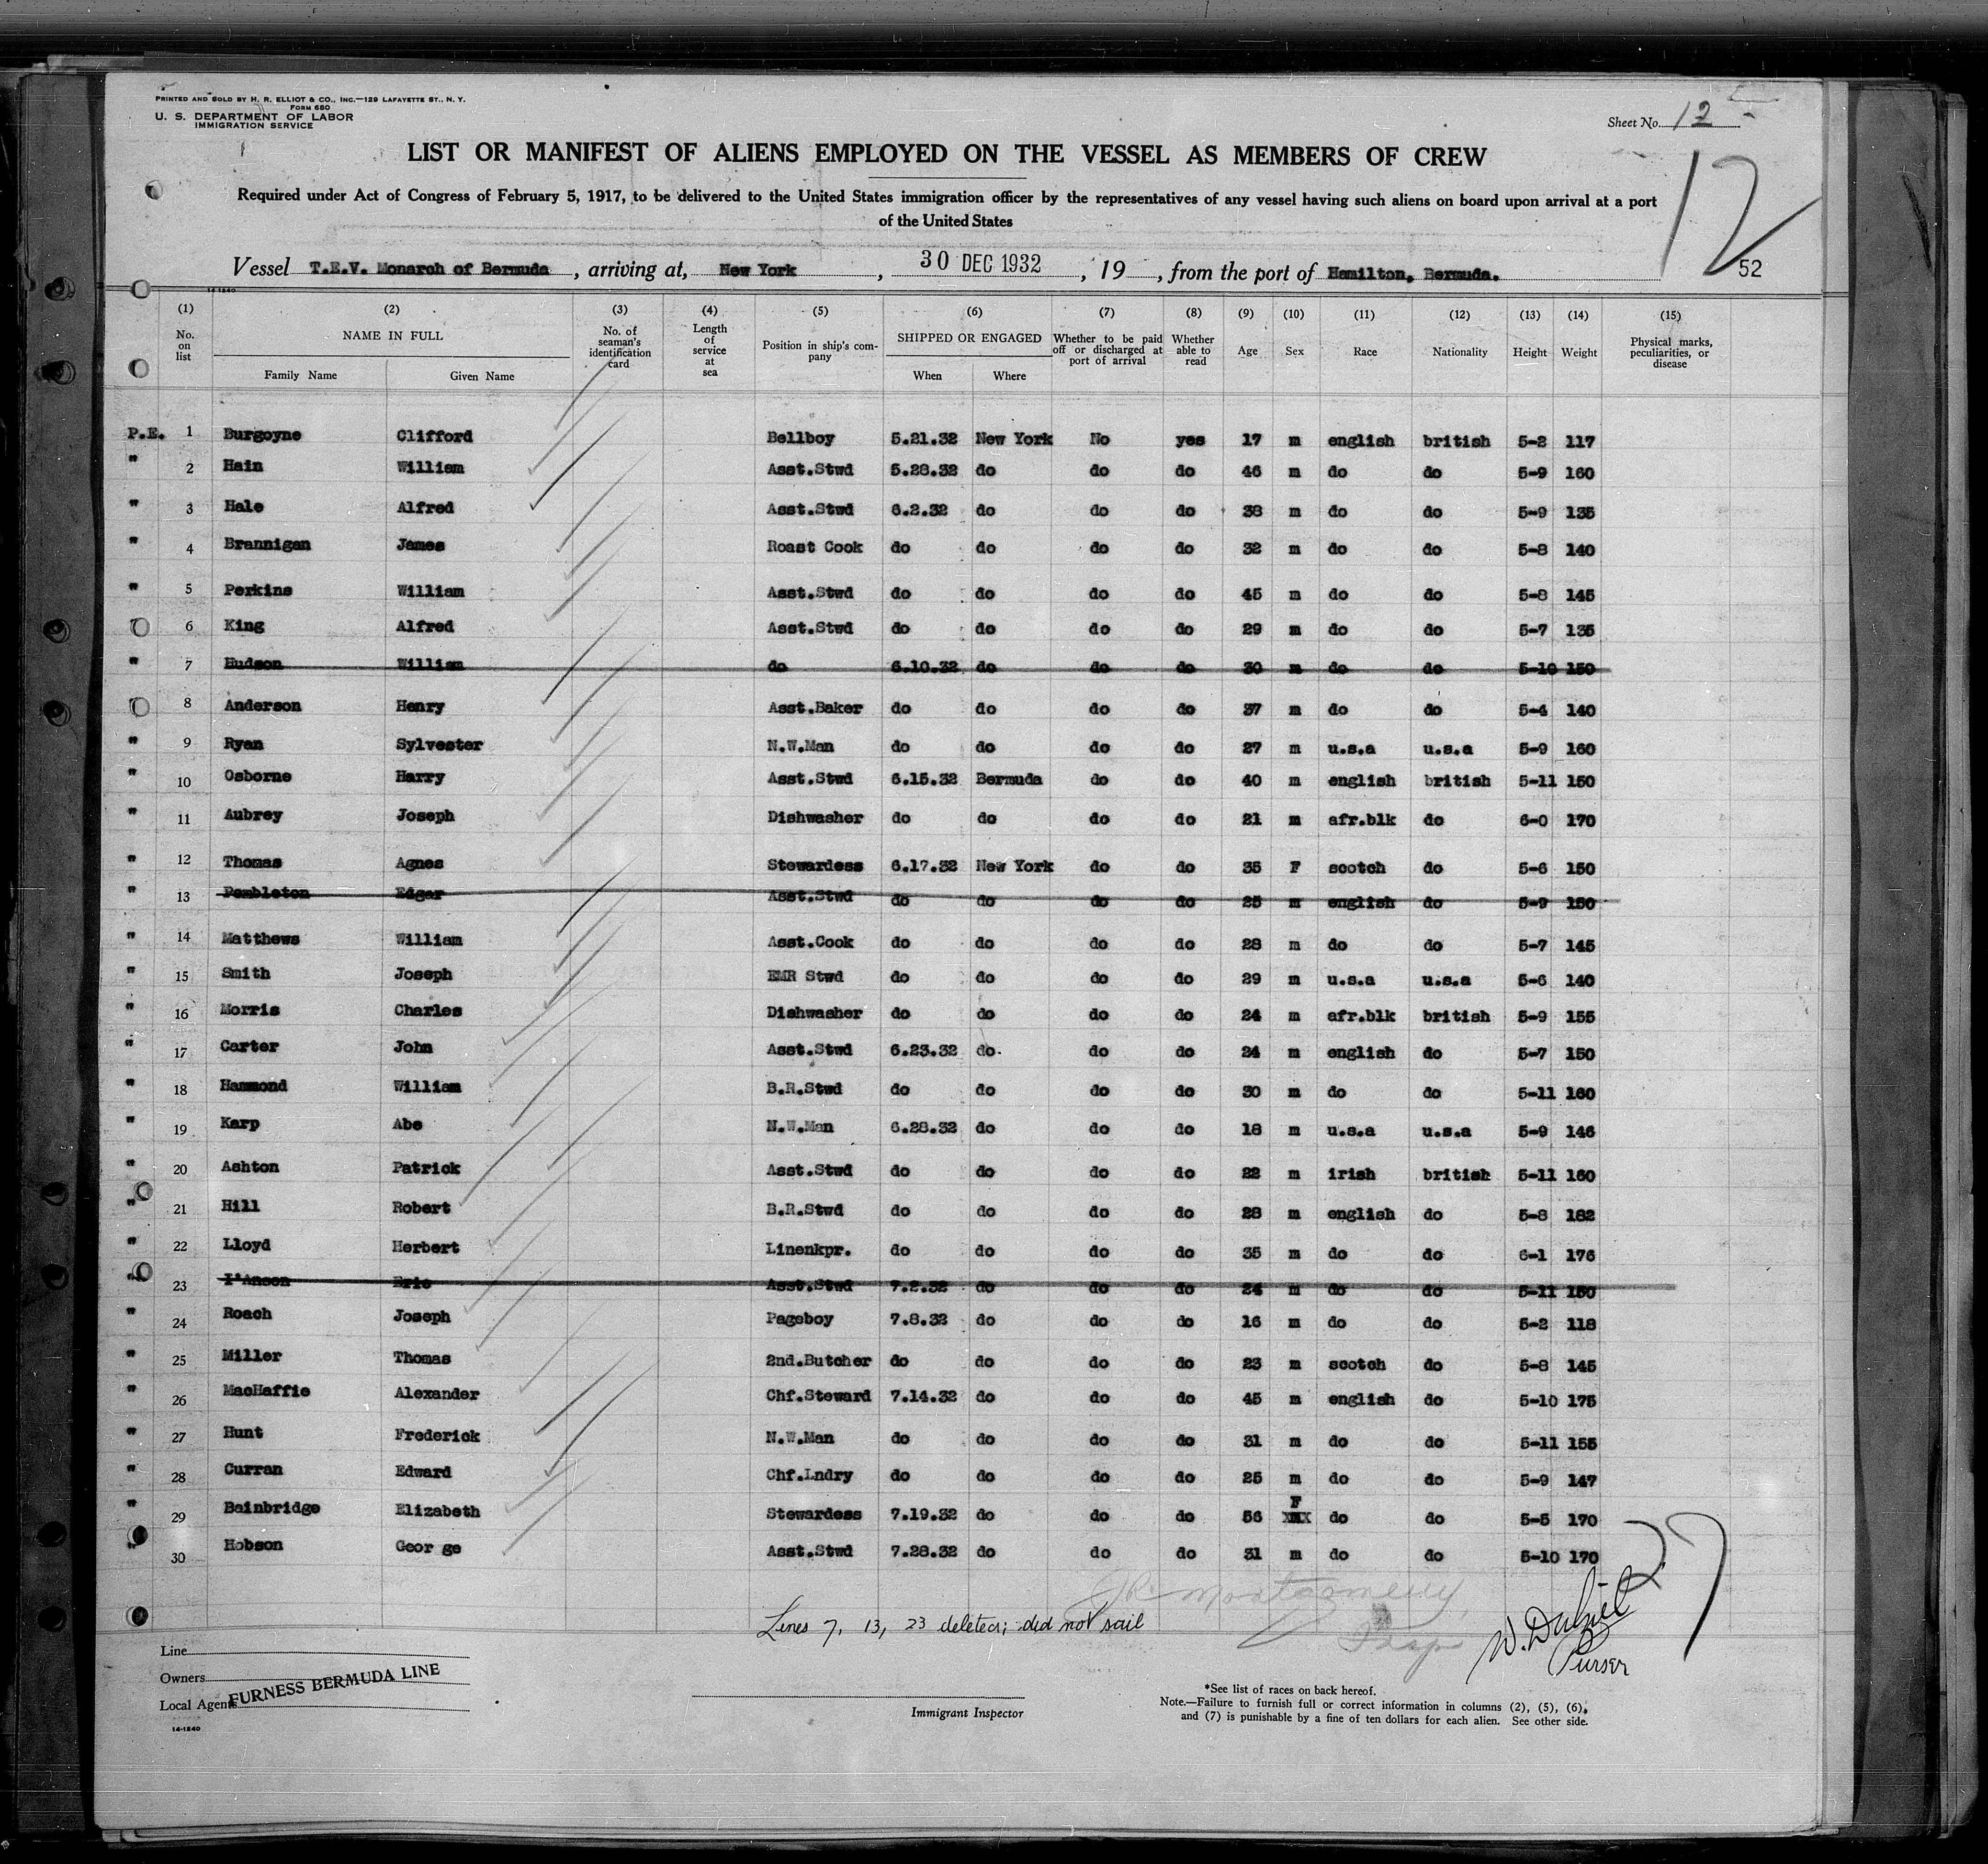 PRINTED AND SOLD BY H. R. ELLIOT & CO., INC.—129 LAFAYETTE ST., N. Y.
FORM 680
U. S. DEPARTMENT OF LABOR
IMMIGRATION SERVICE
Sheet No. 12
LIST OR MANIFEST OF ALIENS EMPLOYED ON THE VESSEL AS MEMBERS OF CREW
12
Required under Act of Congress of February 5, 1917, to be delivered to the United States immigration officer by the representatives of any vessel having such aliens on board upon arrival at a port
of the United States
Vessel T.E.V. Monarch of Bermuda, arriving at, New York, 30 DEC 1932, 19, from the port of Hamilton, Bermuda.
52
14-1240
(1) (2) (3) (4) (5) (6) (7) (8) (9) (10) (11) (12) (13) (14) (15)
No. on list NAME IN FULL Family Name Given Name No. of seaman's identification card Length of service at sea Position in ship's company SHIPPED OR ENGAGED When Where Whether to be paid off or discharged at port of arrival Whether able to read Age Sex Race Nationality Height Weight Physical marks, peculiarities, or disease
P.E. 1 Burgoyne Clifford Bellboy 5.21.32 New York No yes 17 m english british 5-2 117
" 2 Hain William Asst.Stwd 5.28.32 do do do 46 m do do 5-9 160
" 3 Hale Alfred Asst.Stwd 6.2.32 do do do 38 m do do 5-9 135
" 4 Brannigan James Roast Cook do do do do 32 m do do 5-8 140
" 5 Perkins William Asst.Stwd do do do do 45 m do do 5-8 145
" 6 King Alfred Asst.Stwd do do do do 29 m do do 5-7 135
" 7 Hudson William do 6.10.32 do do do 30 m do do 5-10 150
" 8 Anderson Henry Asst.Baker do do do do 37 m do do 5-4 140
" 9 Ryan Sylvester N.W.Man do do do do 27 m u.s.a u.s.a 5-9 160
" 10 Osborne Harry Asst.Stwd 6.15.32 Bermuda do do 40 m english british 5-11 150
" 11 Aubrey Joseph Dishwasher do do do do 21 m afr.blk do 6-0 170
" 12 Thomas Agnes Stewardess 6.17.32 New York do do 35 F scotch do 5-6 150
" 13 Pembleton Edgar Asst.Stwd do do do do 25 m english do 5-9 150
" 14 Matthews William Asst.Cook do do do do 28 m do do 5-7 145
" 15 Smith Joseph EMR Stwd do do do do 29 m u.s.a u.s.a 5-6 140
" 16 Morris Charles Dishwasher do do do do 24 m afr.blk british 5-9 155
" 17 Carter John Asst.Stwd 6.23.32 do. do do 24 m english do 5-7 150
" 18 Hammond William B.R.Stwd do do do do 30 m do do 5-11 160
" 19 Karp Abe N.W.Man 6.28.32 do do do 18 m u.s.a u.s.a 5-9 146
" 20 Ashton Patrick Asst.Stwd do do do do 22 m irish british 5-11 160
" 21 Hill Robert B.R.Stwd do do do do 28 m english do 5-8 182
" 22 Lloyd Herbert Linenkpr. do do do do 35 m do do 6-1 176
" 23 I'Anson Eric Asst.Stwd 7.2.32 do do do 24 m do do 5-11 150
" 24 Roach Joseph Pageboy 7.8.32 do do do 16 m do do 5-2 118
" 25 Miller Thomas 2nd.Butcher do do do do 23 m scotch do 5-8 145
" 26 MacHaffie Alexander Chf.Steward 7.14.32 do do do 45 m english do 5-10 175
" 27 Hunt Frederick N.W.Man do do do do 31 m do do 5-11 155
" 28 Curran Edward Chf.Lndry do do do do 25 m do do 5-9 147
" 29 Bainbridge Elizabeth Stewardess 7.19.32 do do do 56 F do do 5-5 170
" 30 Hobson Geor ge Asst.Stwd 7.28.32 do do do 31 m do do 5-10 170
27
Montgomery,
Lines 7, 13, 23 deleted; did not sail
Insp
W. Dalziel
Purser
Line
Owners
Local Agents FURNESS BERMUDA LINE
14-1240
Immigrant Inspector
*See list of races on back hereof.
Note.—Failure to furnish full or correct information in columns (2), (5), (6),
and (7) is punishable by a fine of ten dollars for each alien. See other side.